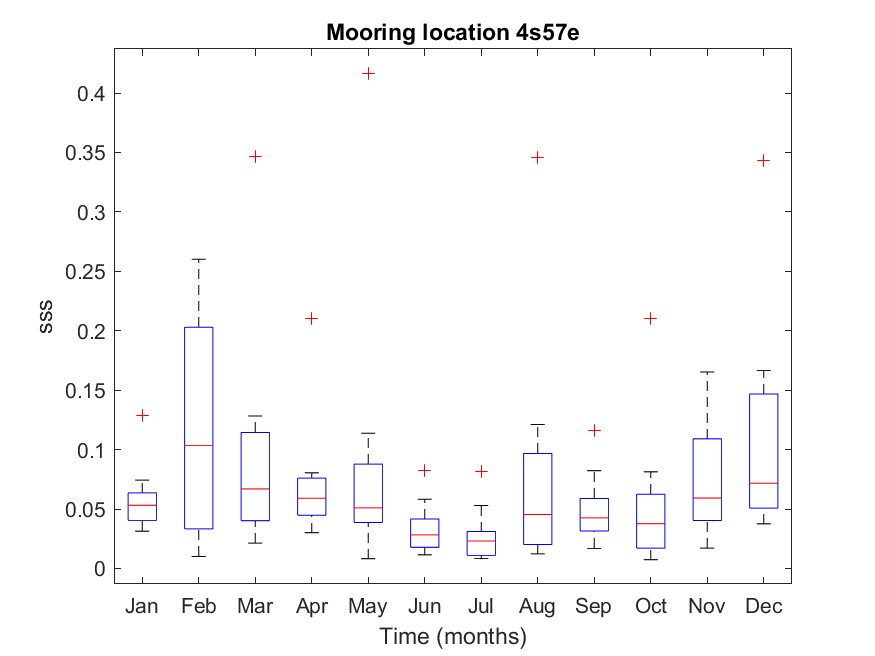 Mooring location 4s57e
0.4
0.35
0.3
0.25
0.2
0.15
0.1
0.05
0
sss
Jan Feb Mar Apr May Jun Jul Aug Sep Oct Nov Dec
Time (months)